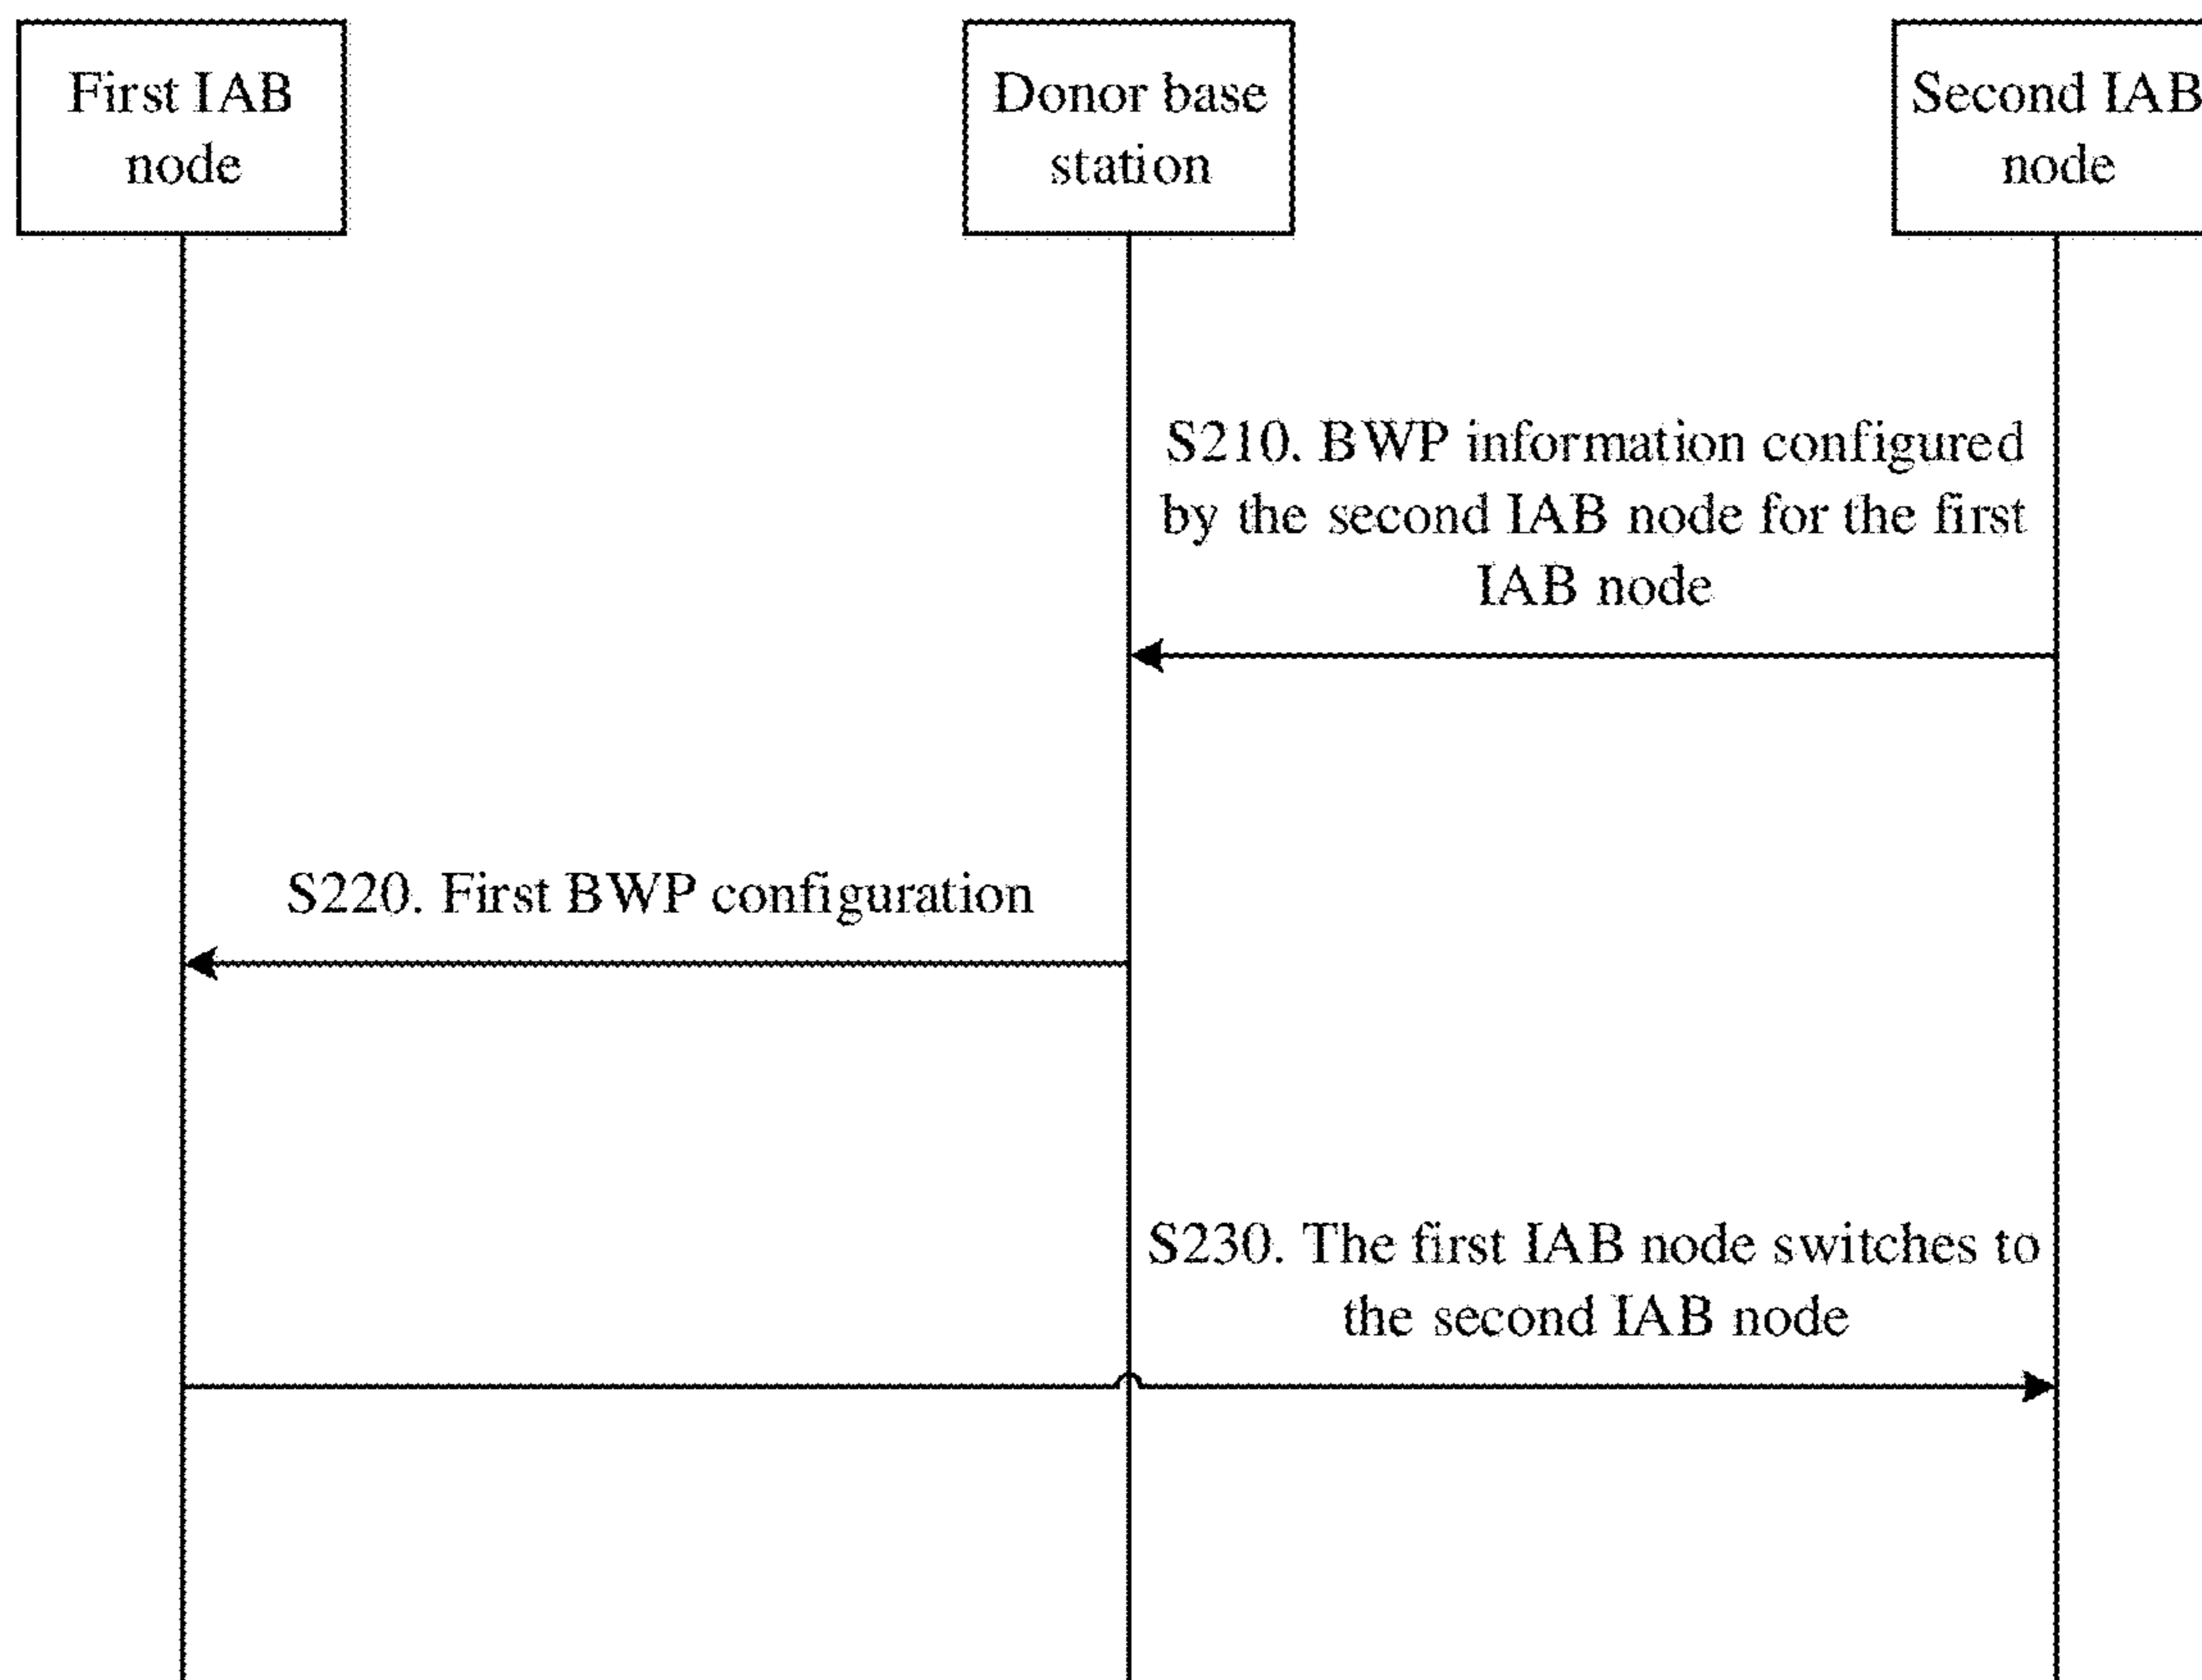 First IAB
node
Donor base
station
Second IAB
node
S210. BWP information configured
by the second IAB node for the first
IAB node
S220. First BWP configuration
S230. The first IAB node switches to
the second IAB node